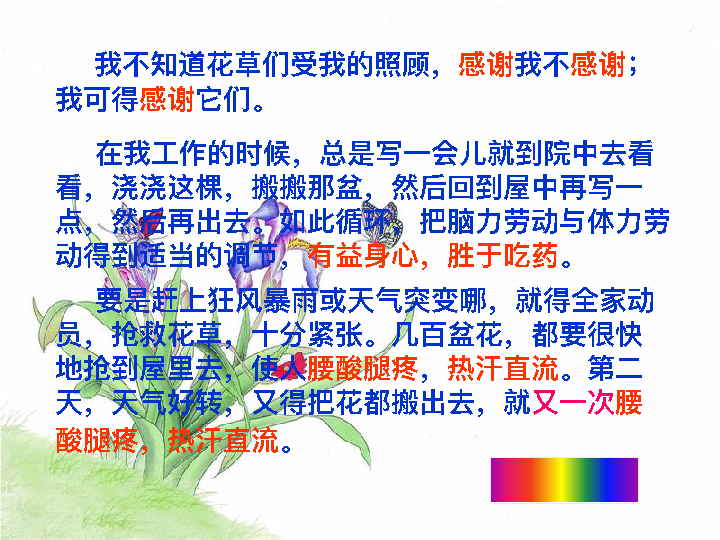 我不知道花草们受我的照顾，感谢我不感谢；
我可得感谢它们。
在我工作的时候，总是写一会儿就到院中去看
看，浇浇这棵，搬搬那盆，然后回到屋中再写一
点，然后再出去。如此循环，把脑力劳动与体力劳
动得到适当的调节，有益身心，胜于吃药。
要是赶上狂风暴雨或天气突变哪，就得全家动
员，抢救花草，十分紧张。几百盆花，都要很快
地抢到屋里去，使人腰酸腿疼，热汗直流。第二
天，天气好转，又得把花都搬出去，就又一次腰
酸腿疼，热汗直流。